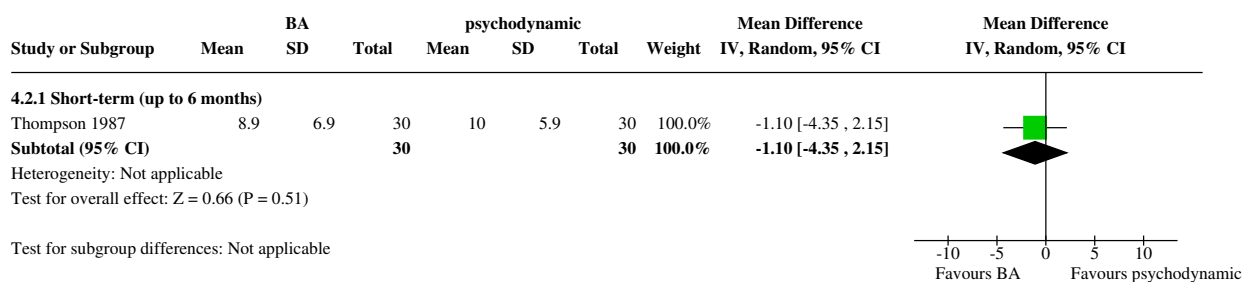 BA psychodynamic Mean Difference Mean Difference
Study or Subgroup Mean SD Total Mean SD Total Weight IV, Random, 95% CI IV, Random, 95% CI
4.2.1 Short-term (up to 6 months)
Thompson 1987 8.9 6.9 30 10 5.9 30 100.0% -1.10 [-4.35 , 2.15]
Subtotal (95% CI) 30 30 100.0% -1.10 [-4.35 , 2.15]
Heterogeneity: Not applicable
Test for overall effect: Z = 0.66 (P = 0.51)
Test for subgroup differences: Not applicable
-10 -5 0 5 10
Favours BA Favours psychodynamic